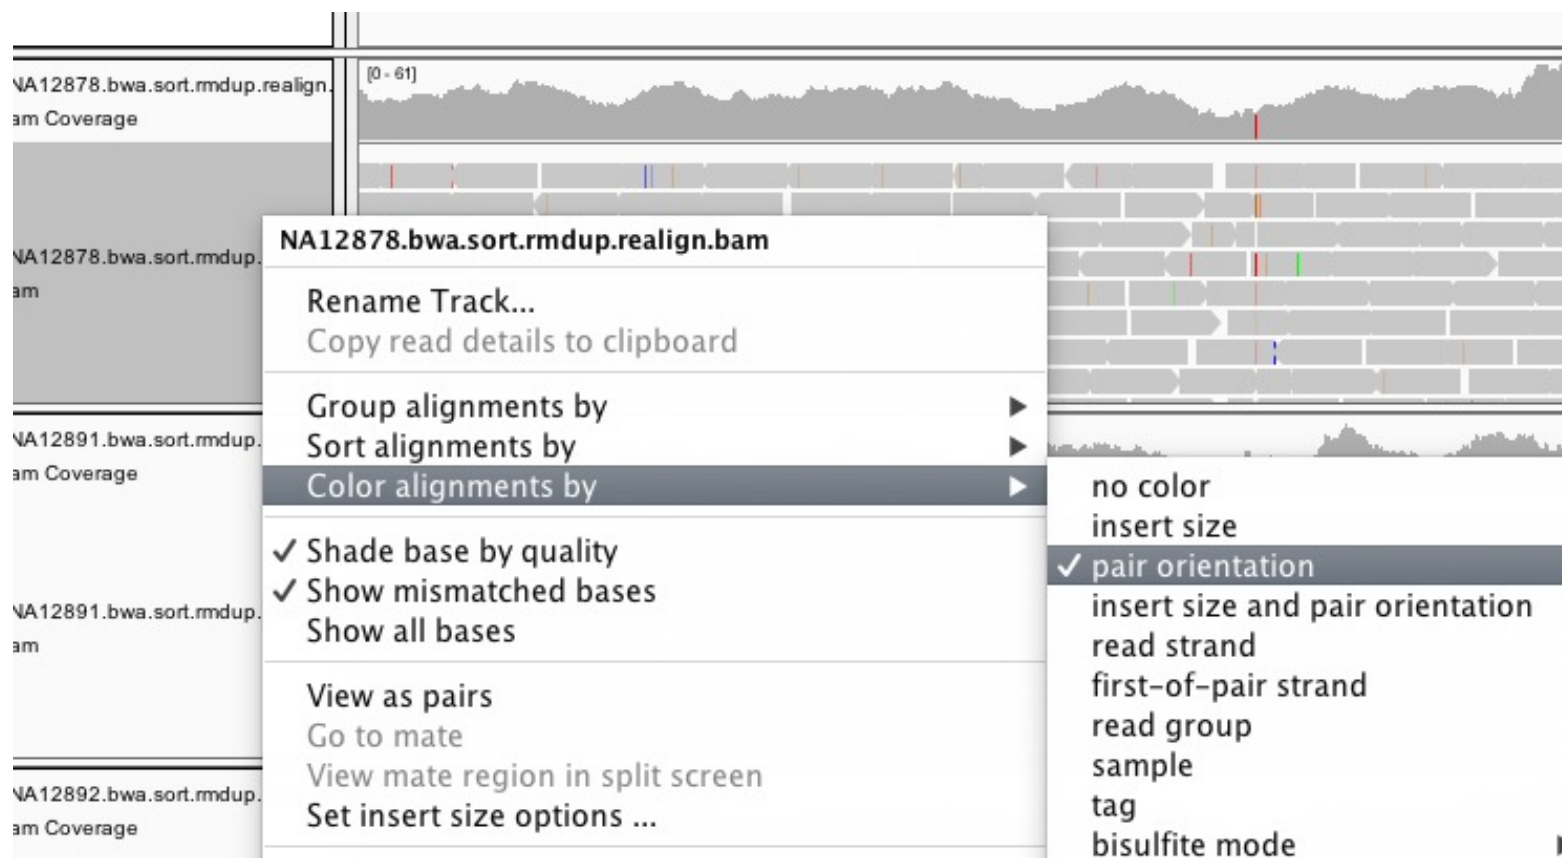 NA12878.bwa.sort.rmdup.realign.
am Coverage
[0 - 61]
NA12878.bwa.sort.rmdup.
am
NA12878.bwa.sort.rmdup.realign.bam
Rename Track...
Copy read details to clipboard
Group alignments by
Sort alignments by
Color alignments by
Shade base by quality
Show mismatched bases
Show all bases
View as pairs
Go to mate
View mate region in split screen
Set insert size options ...
no color
insert size
pair orientation
insert size and pair orientation
read strand
first-of-pair strand
read group
sample
tag
bisulfite mode
NA12891.bwa.sort.rmdup.
am Coverage
NA12891.bwa.sort.rmdup.
am
NA12892.bwa.sort.rmdup.
am Coverage